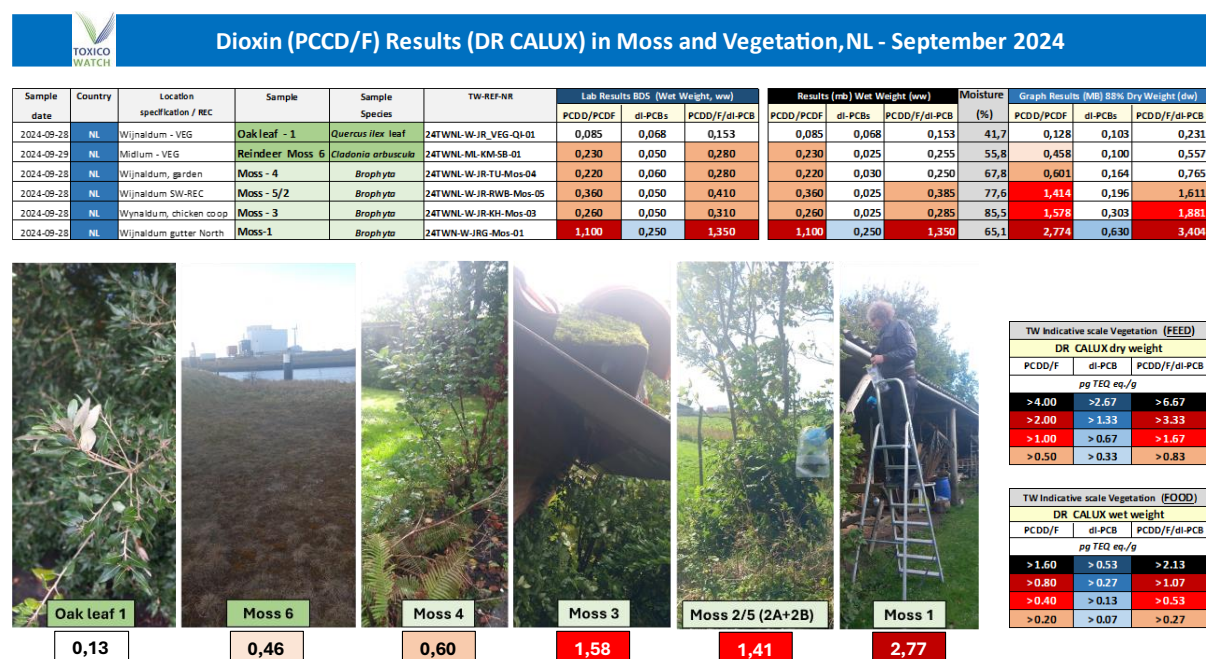 TOXICO
WATCH
Dioxin (PCCD/F) Results (DR CALUX) in Moss and Vegetation,NL - September 2024
Sample date Country Location specification / REC Sample Sample Species TW-REF-NR Lab Results BDS (Wet Weight, ww) Results (mb) Wet Weight (ww) Moisture (%) Graph Results (MB) 88% Dry Weight (dw)
PCDD/PCDF dl-PCBs PCDD/F/dl-PCB PCDD/PCDF dl-PCBs PCDD/F/dl-PCB PCDD/PCDF dl-PCBs PCDD/F/dl-PCB
2024-09-28 NL Wijnaldum - VEG Oak leaf - 1 Quercus ilex leaf 24TWNL-W-JR_VEG-QI-01 0,085 0,068 0,153 0,085 0,068 0,153 41,7 0,128 0,103 0,231
2024-09-29 NL Midlum - VEG Reindeer Moss 6 Cladonia arbuscula 24TWNL-ML-KM-SB-01 0,230 0,050 0,280 0,230 0,025 0,255 55,8 0,458 0,100 0,557
2024-09-28 NL Wijnaldum, garden Moss - 4 Brophyta 24TWNL-W-JR-TU-Mos-04 0,220 0,060 0,280 0,220 0,030 0,250 67,8 0,601 0,164 0,765
2024-09-28 NL Wijnaldum SW-REC Moss - 5/2 Brophyta 24TWNL-W-JR-RWB-Mos-05 0,360 0,050 0,410 0,360 0,025 0,385 77,6 1,414 0,196 1,611
2024-09-28 NL Wynaldum, chicken coop Moss - 3 Brophyta 24TWNL-W-JR-KH-Mos-03 0,260 0,050 0,310 0,260 0,025 0,285 85,5 1,578 0,303 1,881
2024-09-28 NL Wijnaldum gutter North Moss-1 Brophyta 24TWN-W-JRG-Mos-01 1,100 0,250 1,350 1,100 0,250 1,350 65,1 2,774 0,630 3,404
Oak leaf 1
0,13
Moss 6
0,46
Moss 4
0,60
Moss 3
1,58
Moss 2/5 (2A+2B)
1,41
Moss 1
2,77
TW Indicative scale Vegetation (FEED)
DR CALUX dry weight
PCDD/F dl-PCB PCDD/F/dl-PCB
pg TEQ eq./g
>4.00 >2.67 >6.67
>2.00 >1.33 >3.33
>1.00 >0.67 >1.67
>0.50 >0.33 >0.83
TW Indicative scale Vegetation (FOOD)
DR CALUX wet weight
PCDD/F dl-PCB PCDD/F/dl-PCB
pg TEQ eq./g
>1.60 >0.53 >2.13
>0.80 >0.27 >1.07
>0.40 >0.13 >0.53
>0.20 >0.07 >0.27